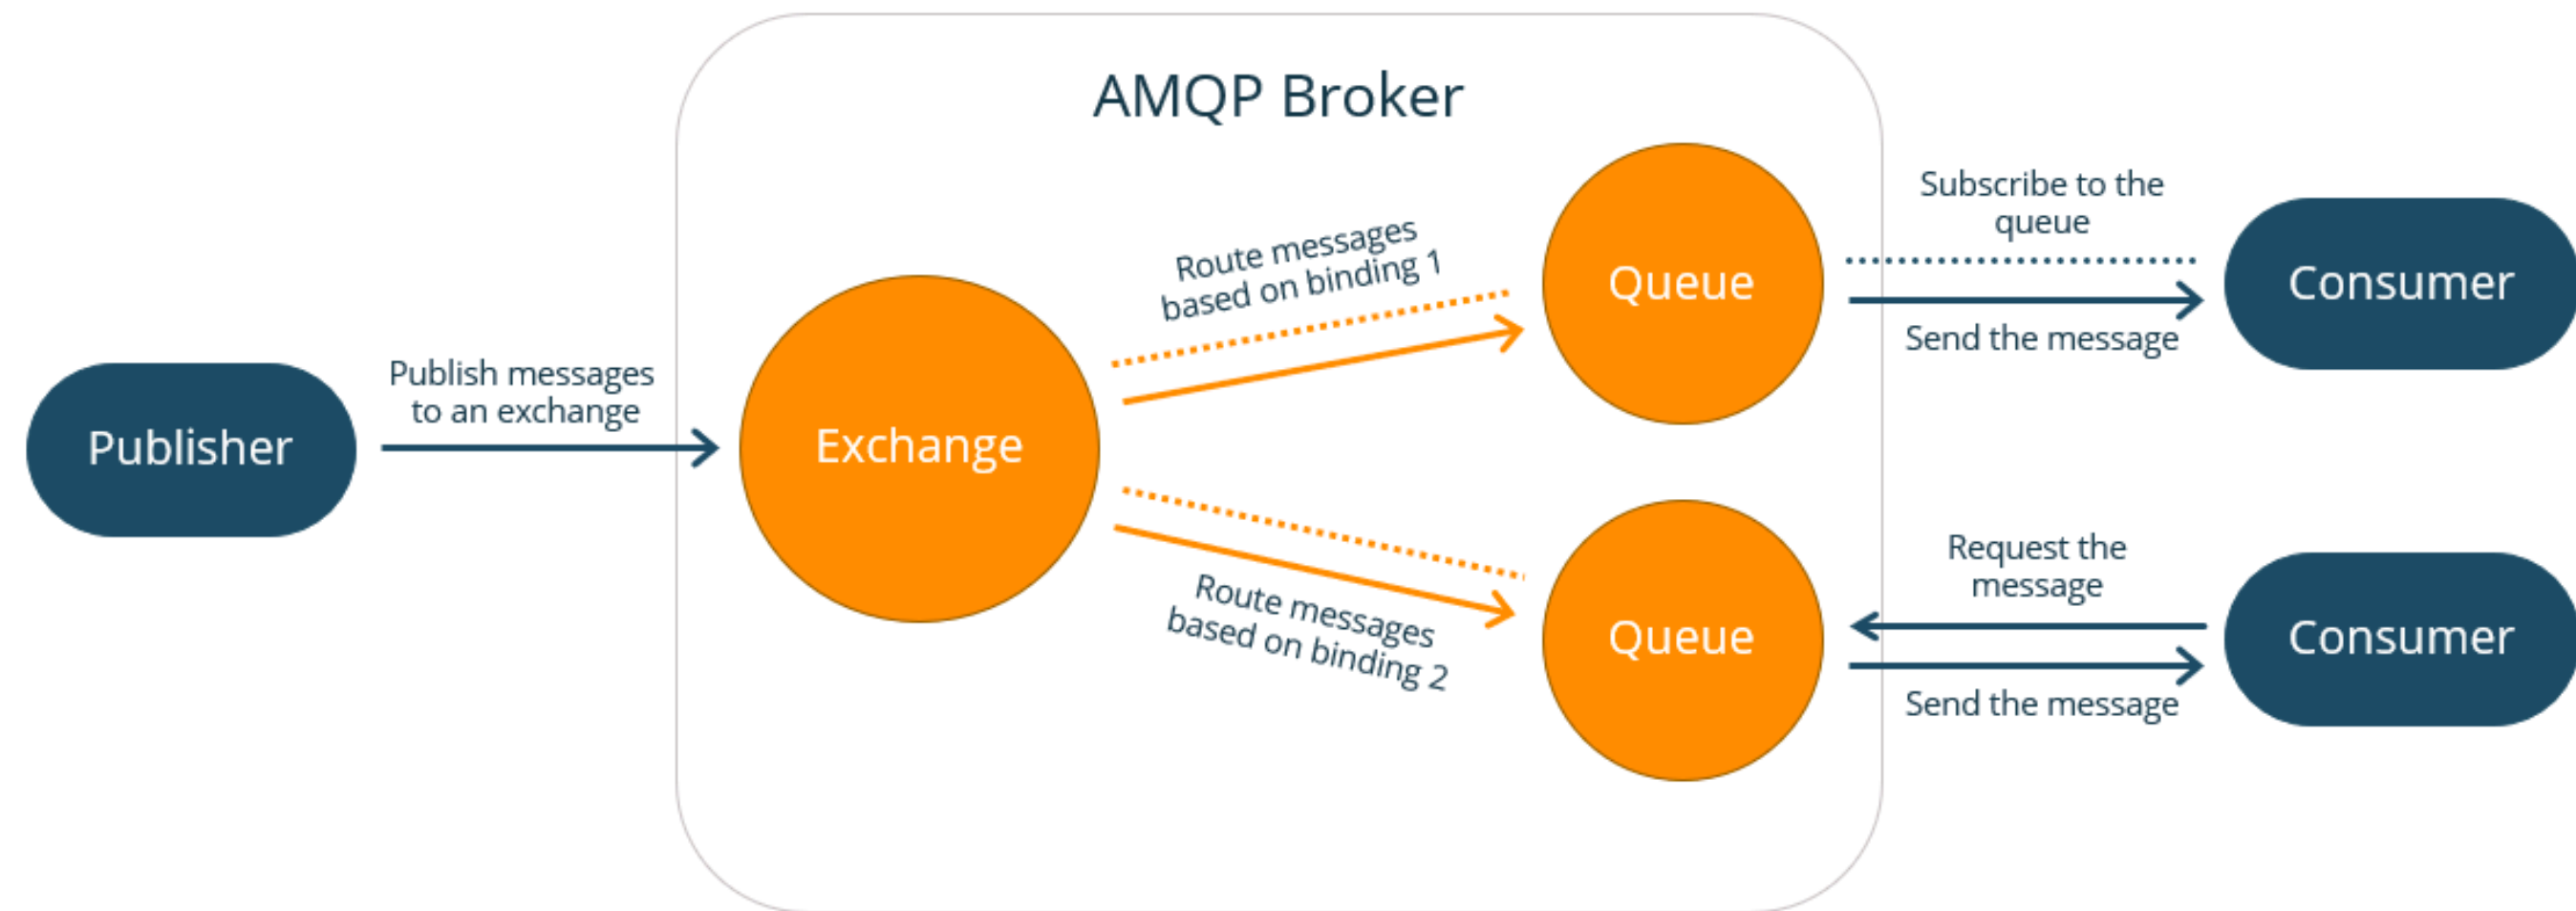 AMQP Broker
Publisher
Publish messages
to an exchange
Exchange
Route messages
based on binding 1
Queue
Subscribe to the
queue
Send the message
Consumer
Route messages
based on binding 2
Queue
Request the
message
Send the message
Consumer